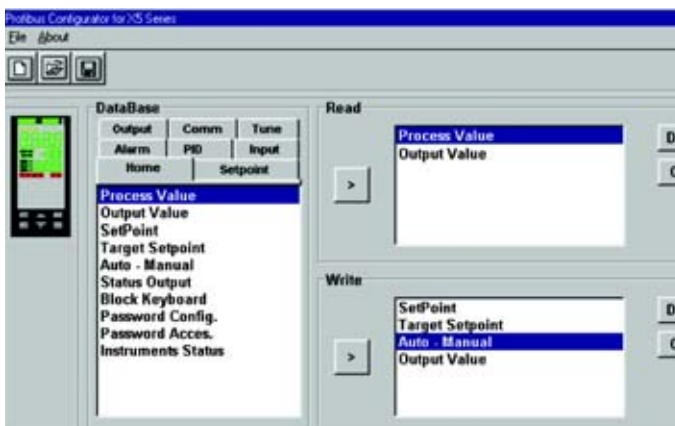 Profibus Configurator for X5 Series
File About
DataBase
Output Comm Tune
Alarm PID Input
Home Setpoint
Process Value
Output Value
SetPoint
Target Setpoint
Auto - Manual
Status Output
Block Keyboard
Password Config.
Password Acces.
Instruments Status
Read
>
Process Value
Output Value
D
Write
>
SetPoint
Target Setpoint
Auto - Manual
Output Value
D